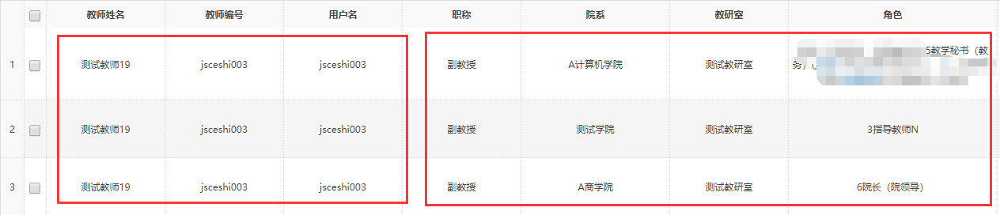 教师姓名 教师编号 用户名 职称 院系 教研室 角色
1 测试教师19 jsceshi003 jsceshi003 副教授 A计算机学院 测试教研室 5教学秘书（教
务）
2 测试教师19 jsceshi003 jsceshi003 副教授 测试学院 测试教研室 3指导教师N
3 测试教师19 jsceshi003 jsceshi003 副教授 A商学院 测试教研室 6院长（院领导）